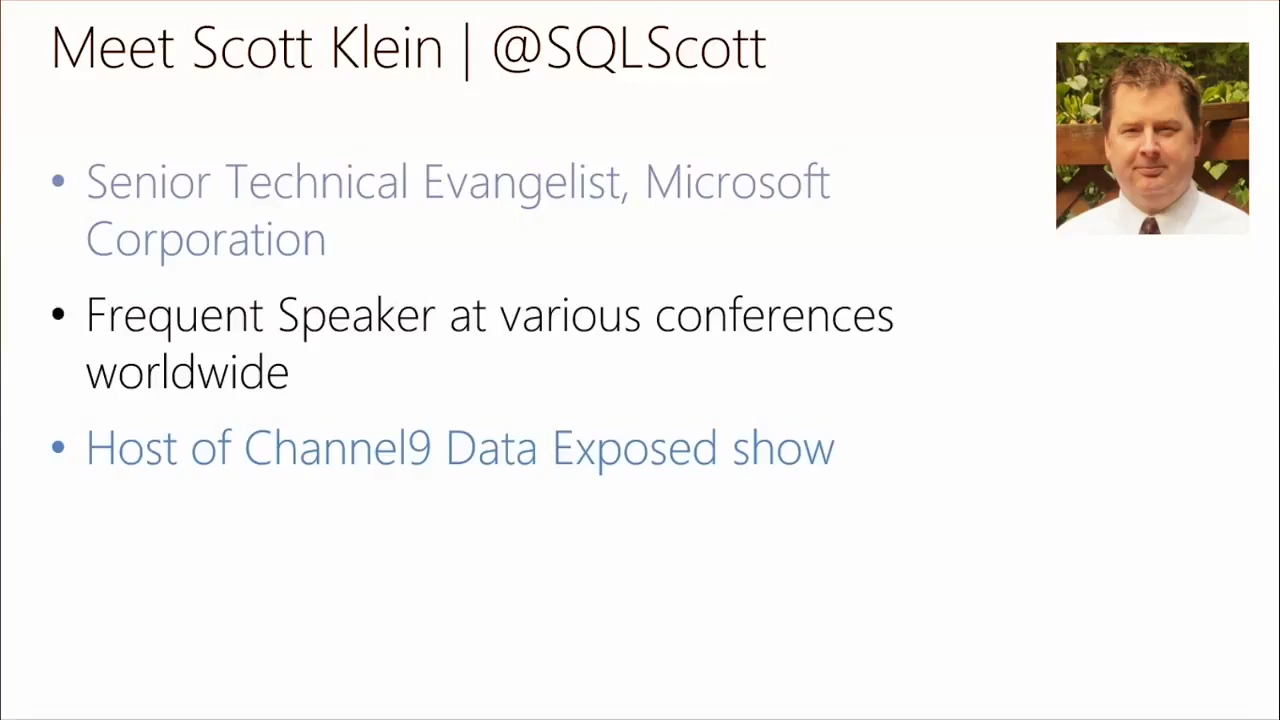 Meet Scott Klein | @SQLScott
• Senior Technical Evangelist, Microsoft
Corporation
• Frequent Speaker at various conferences
worldwide
• Host of Channel9 Data Exposed show